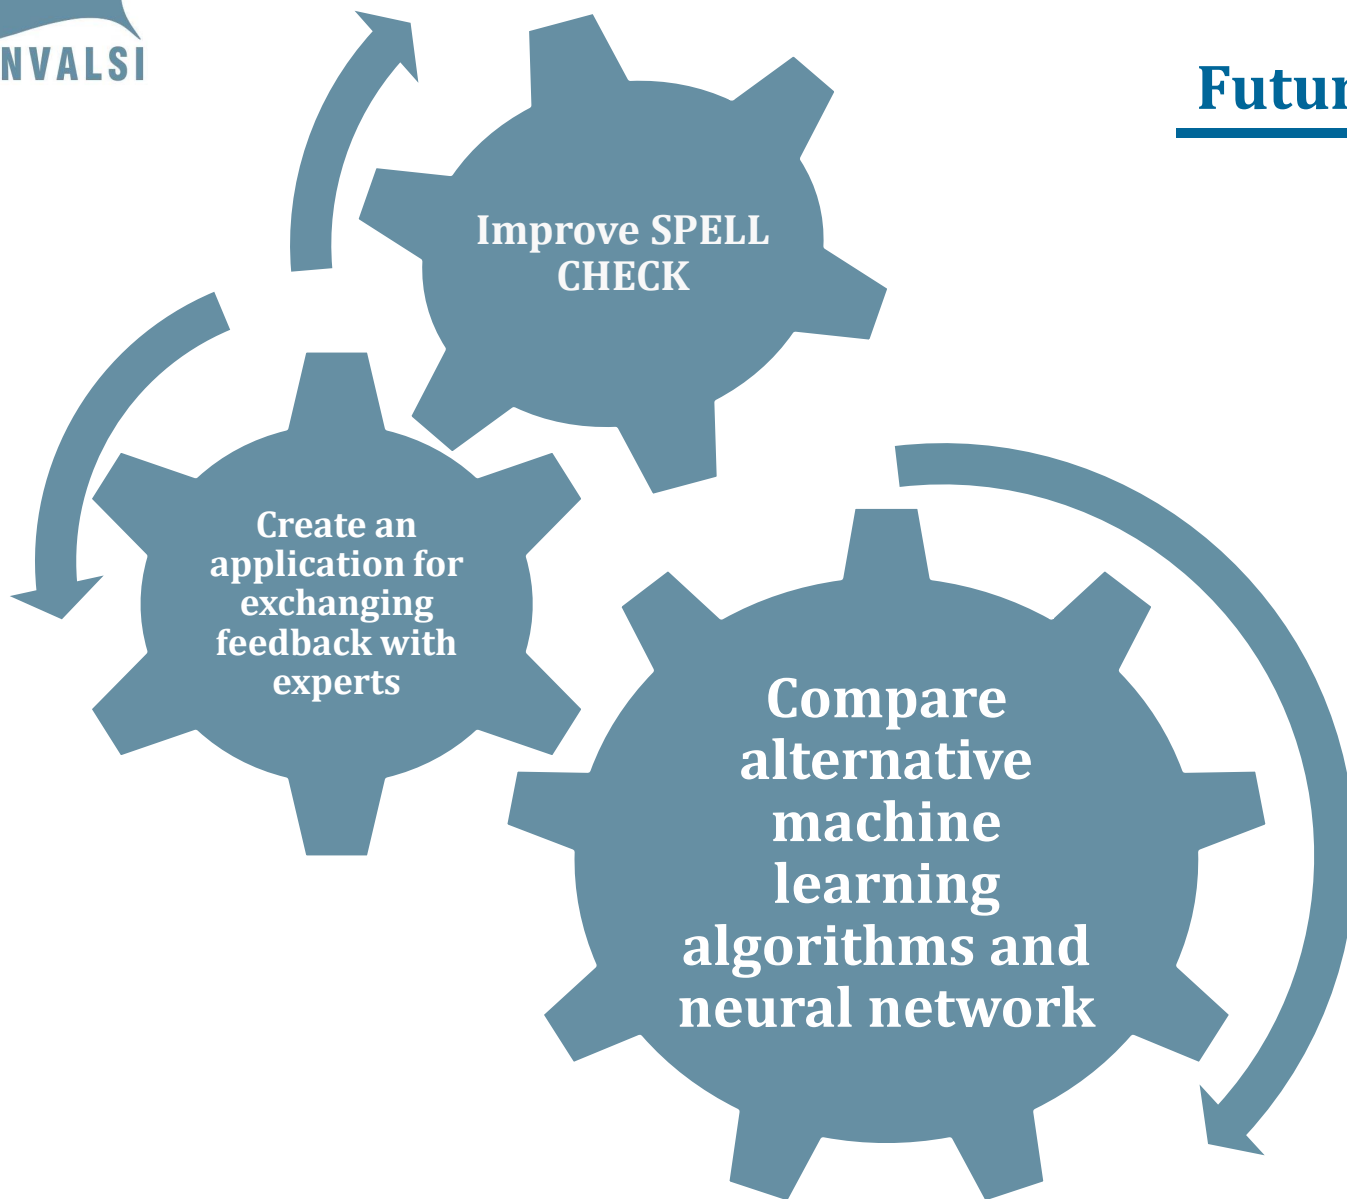 NVALSI
Futur
Improve SPELL
CHECK
Create an
application for
exchanging
feedback with
experts
Compare
alternative
machine
learning
algorithms and
neural network